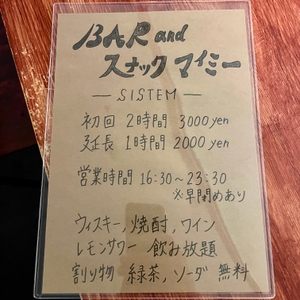 BAR and
スナック マイミー
— SISTEM —
初回 2時間 3000yen
延長 1時間 2000yen
営業時間 16:30~23:30
※早閉めあり
ウィスキー,焼酎,ワイン
レモンサワー 飲み放題
割り物 緑茶,ソーダ 無料